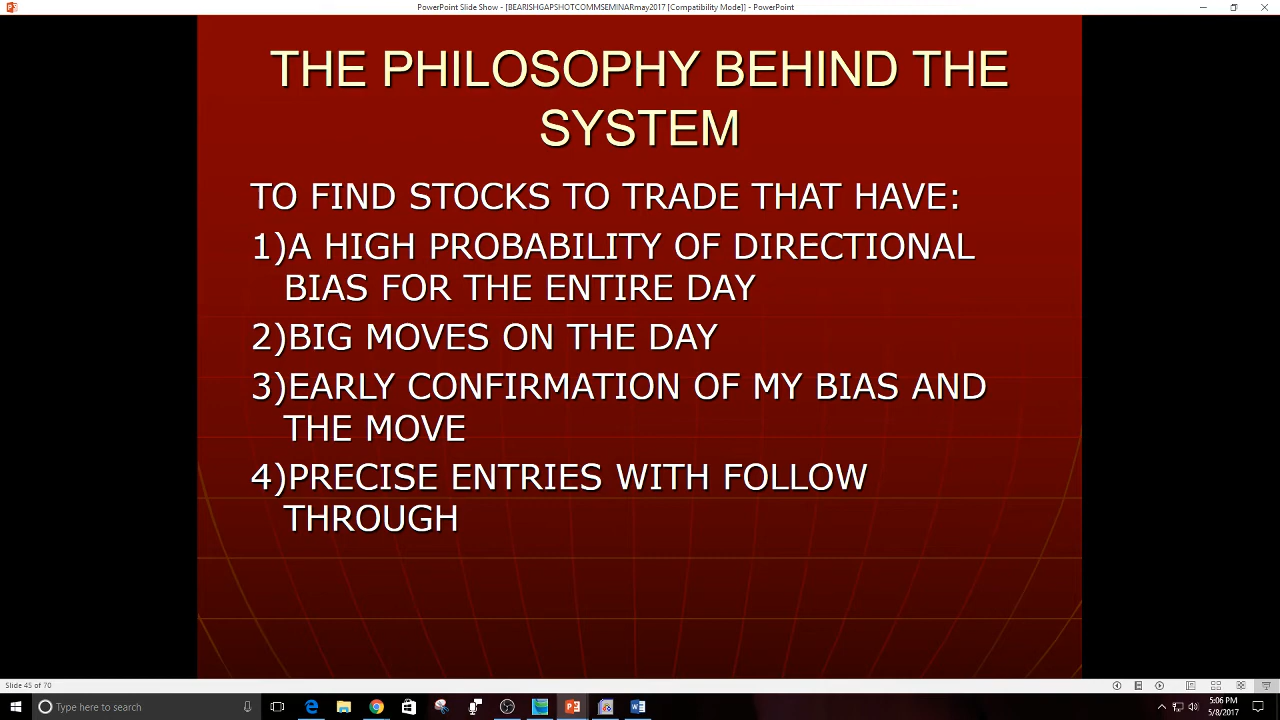 PowerPoint Slide Show - [BEARISHGAPSHOTCOMMSEMINARmay2017 [Compatibility Mode]] - PowerPoint
THE PHILOSOPHY BEHIND THE
SYSTEM
TO FIND STOCKS TO TRADE THAT HAVE:
1)A HIGH PROBABILITY OF DIRECTIONAL
BIAS FOR THE ENTIRE DAY
2)BIG MOVES ON THE DAY
3)EARLY CONFIRMATION OF MY BIAS AND
THE MOVE
4)PRECISE ENTRIES WITH FOLLOW
THROUGH
Slide 45 of 70
Type here to search
5:06 PM
5/8/2017